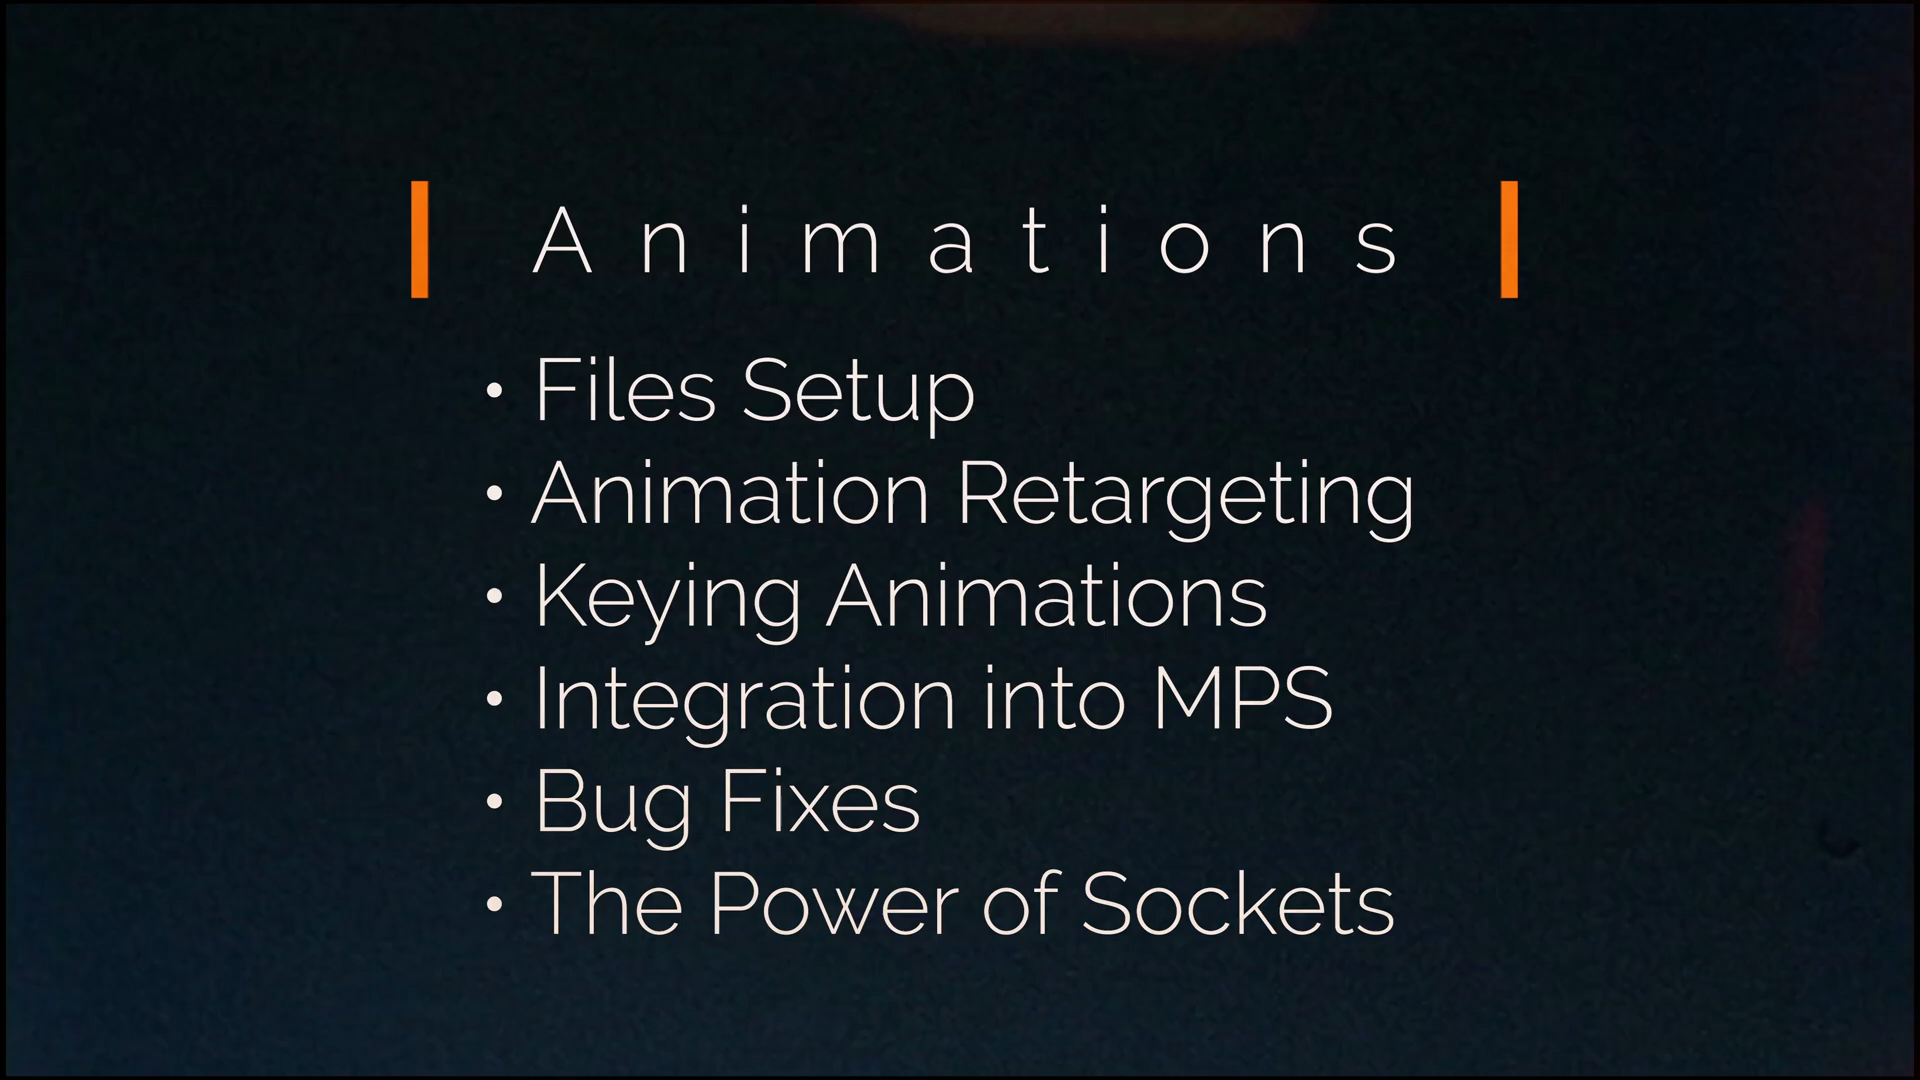 Animations
• Files Setup
• Animation Retargeting
• Keying Animations
• Integration into MPS
• Bug Fixes
• The Power of Sockets